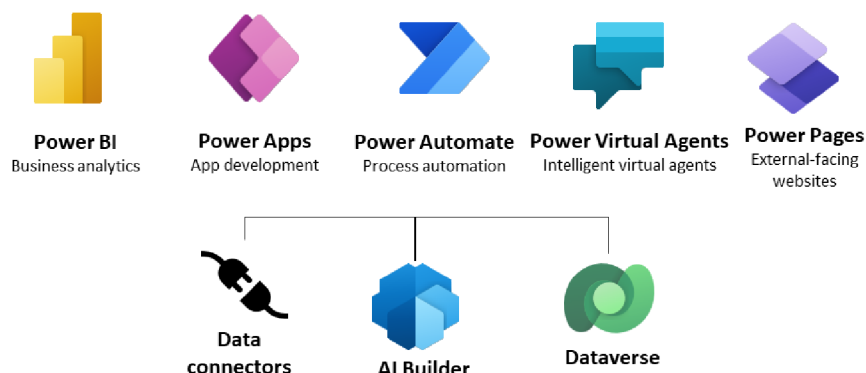 Power BI
Business analytics
Power Apps
App development
Power Automate
Process automation
Power Virtual Agents
Intelligent virtual agents
Power Pages
External-facing
websites
Data
connectors
AI Builder
Dataverse